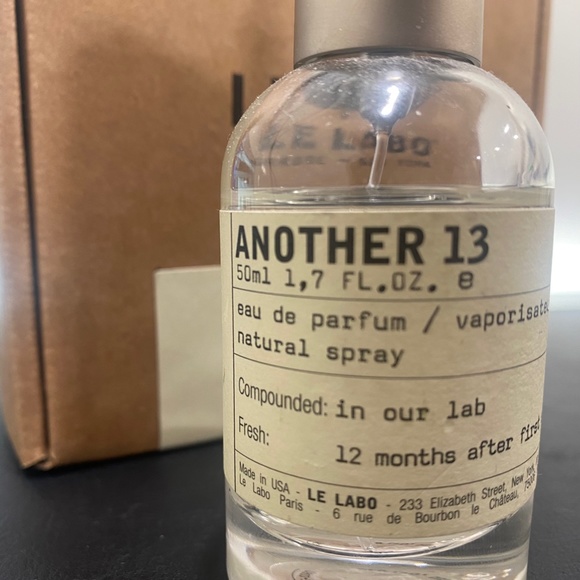 LE LABO
ANOTHER 13
50ml 1,7 FL.OZ. e
eau de parfum /
natural spray
Compounded: in our lab
Fresh:
12 months after first
Made in USA - LE LABO - 233 Elizabeth Street, New York,
Le Labo Paris - 6 rue de Bourbon le Château,